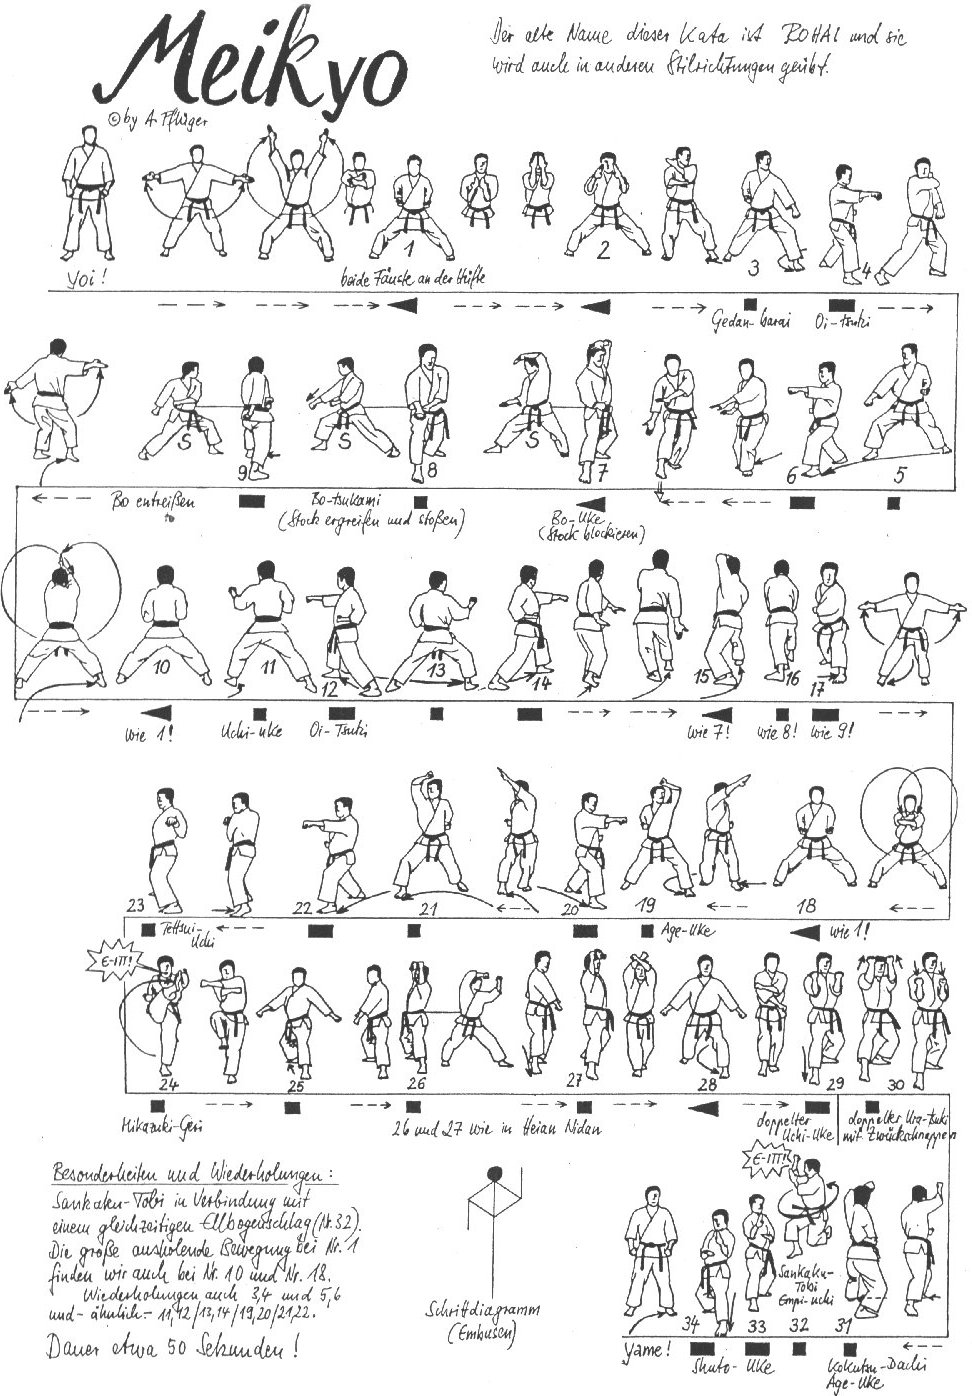 Meikyo
© by A. Pflüger
Der alte Name dieser Kata ist ROHAI und sie
wird auch in anderen Stilrichtungen geübt.
1
2
3
4
Yoi!
beide Fäuste an der Hüfte
Gedan-barai
Oi-tsuki
S
9
S
8
S
7
6
5
Bo entreißen
Bo-tsukami
(Stock ergreifen und stoßen)
Bo-Uke
(Stock blockieren)
10
11
12
13
14
15
16
17
wie 1!
Uchi-uke
Oi-Tsuki
wie 7!
wie 8!
wie 9!
23
22
21
20
19
18
Tettsui-
Uchi
Age-Uke
wie 1!
E-ITT!
24
25
26
27
28
29
30
Mikazuki-Geri
26 und 27 wie in Heian Nidan
doppelter
Uchi-Uke
doppelter Ura-tsuki
mit Zurückschnappen
Besonderheiten und Wiederholungen:
Sankaku-Tobi in Verbindung mit
einem gleichzeitigen Ellbogenschlag (Nr. 32).
Die große ausholende Bewegung bei Nr. 1
finden wir auch bei Nr. 10 und Nr. 18.
Wiederholungen auch 3,4 und 5,6
und - ähnlich - 11,12/13,14/19,20/21,22.
Dauer etwa 50 Sekunden!
Schrittdiagramm
(Embusen)
E-ITT!
Sankaku-
Tobi
Empi-uchi
34
33
32
31
Yame!
Shuto-Uke
Kokutsu-Dachi
Age-Uke